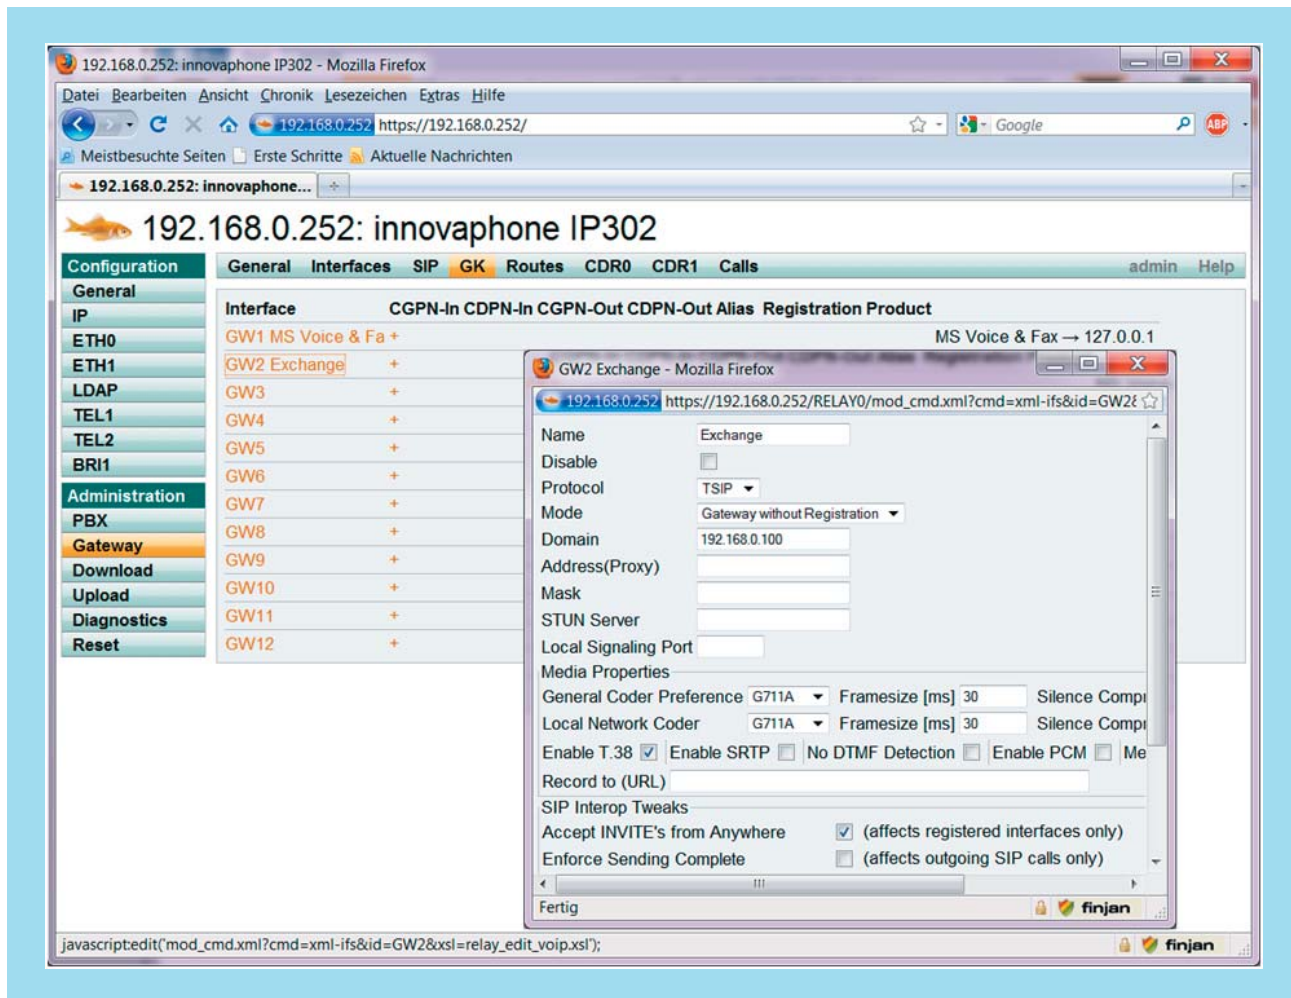 192.168.0.252: innovaphone IP302 - Mozilla Firefox
Datei Bearbeiten Ansicht Chronik Lesezeichen Extras Hilfe
192.168.0.252 https://192.168.0.252/
Google
ABP
Meistbesuchte Seiten Erste Schritte Aktuelle Nachrichten
192.168.0.252: innovaphone...
192.168.0.252: innovaphone IP302
Configuration
General
IP
ETH0
ETH1
LDAP
TEL1
TEL2
BRI1
Administration
PBX
Gateway
Download
Upload
Diagnostics
Reset
General Interfaces SIP GK Routes CDR0 CDR1 Calls admin Help
Interface CGPN-In CDPN-In CGPN-Out CDPN-Out Alias Registration Product
GW1 MS Voice & Fa + MS Voice & Fax → 127.0.0.1
GW2 Exchange +
GW3 +
GW4 +
GW5 +
GW6 +
GW7 +
GW8 +
GW9 +
GW10 +
GW11 +
GW12 +
GW2 Exchange - Mozilla Firefox
192.168.0.252 https://192.168.0.252/RELAY0/mod_cmd.xml?cmd=xml-ifs&id=GW2&
Name Exchange
Disable
Protocol TSIP
Mode Gateway without Registration
Domain 192.168.0.100
Address(Proxy)
Mask
STUN Server
Local Signaling Port
Media Properties
General Coder Preference G711A Framesize [ms] 30 Silence Compr
Local Network Coder G711A Framesize [ms] 30 Silence Compr
Enable T.38 Enable SRTP No DTMF Detection Enable PCM Me
Record to (URL)
SIP Interop Tweaks
Accept INVITE's from Anywhere (affects registered interfaces only)
Enforce Sending Complete (affects outgoing SIP calls only)
Fertig finjan
javascript:edit('mod_cmd.xml?cmd=xml-ifs&id=GW2&xsl=relay_edit_voip.xsl'); finjan